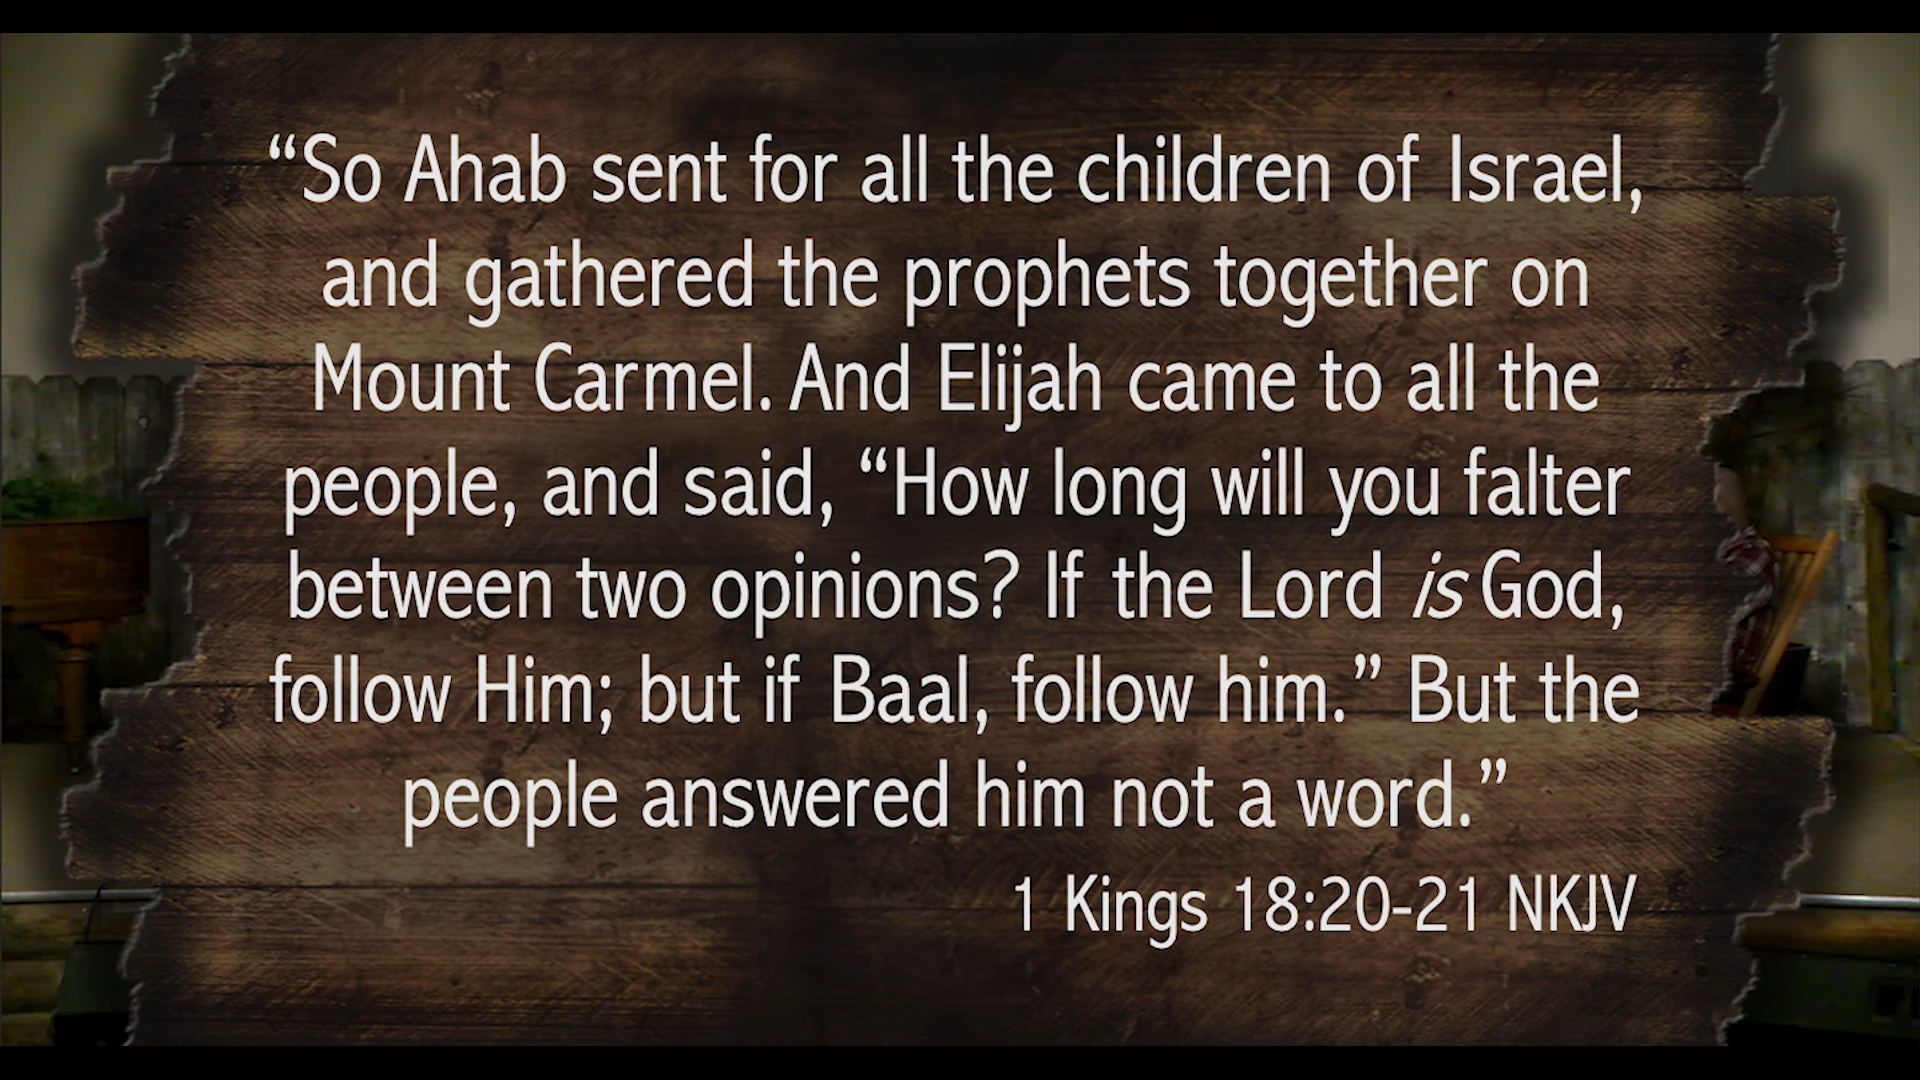 “So Ahab sent for all the children of Israel,
and gathered the prophets together on
Mount Carmel. And Elijah came to all the
people, and said, “How long will you falter
between two opinions? If the Lord is God,
follow Him; but if Baal, follow him.” But the
people answered him not a word.”
1 Kings 18:20-21 NKJV